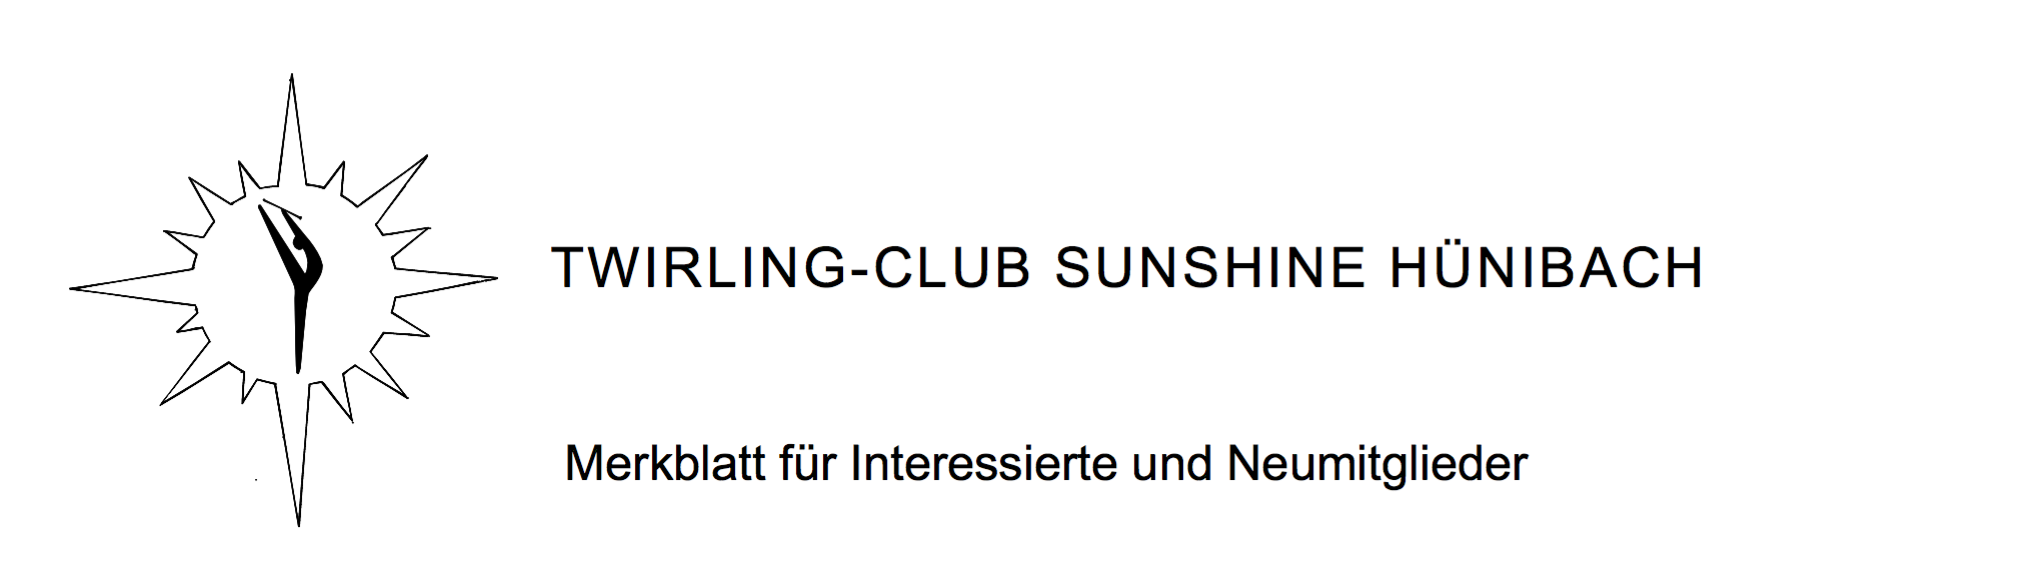 TWIRLING-CLUB SUNSHINE HÜNIBACH
Merkblatt für Interessierte und Neumitglieder